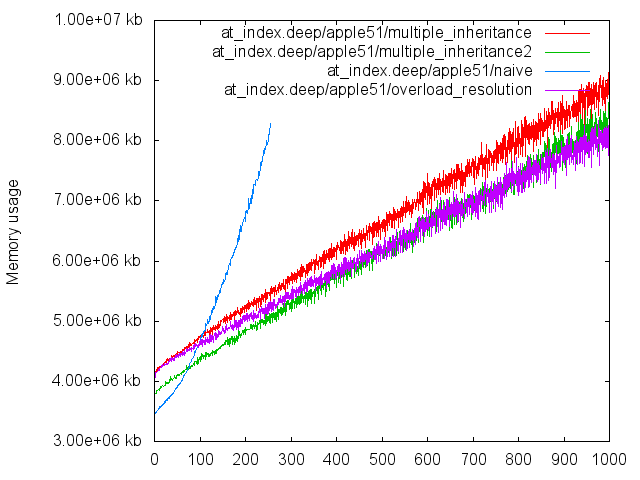 1.00e+07 kb
9.00e+06 kb
8.00e+06 kb
7.00e+06 kb
6.00e+06 kb
5.00e+06 kb
4.00e+06 kb
3.00e+06 kb
Memory usage
at_index.deep/apple51/multiple_inheritance
at_index.deep/apple51/multiple_inheritance2
at_index.deep/apple51/naive
at_index.deep/apple51/overload_resolution
0 100 200 300 400 500 600 700 800 900 1000